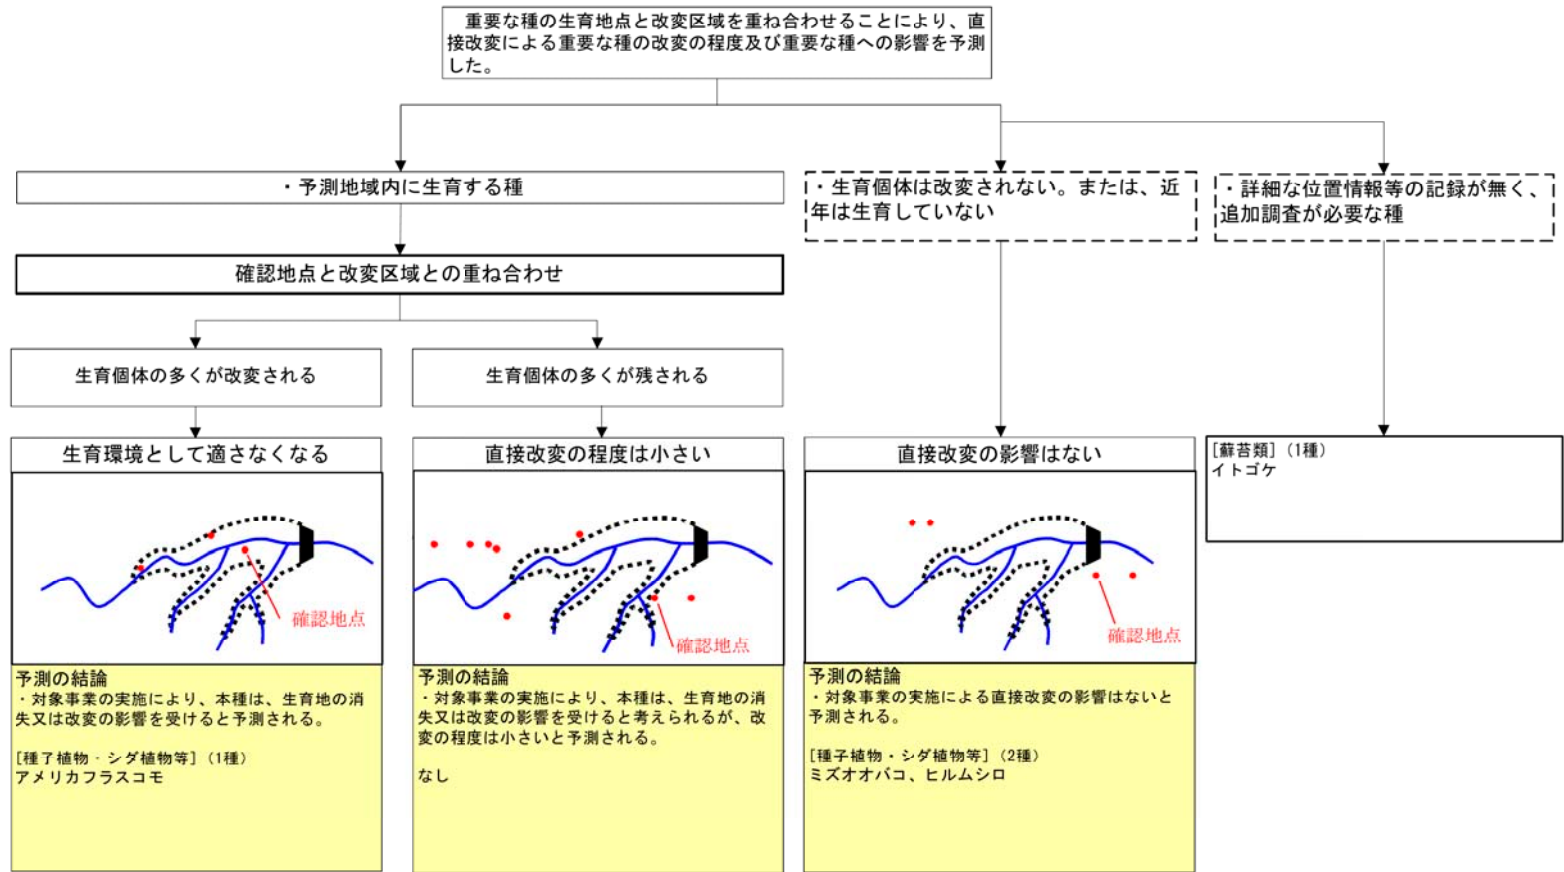 重要な種の生育地点と改変区域を重ね合わせることにより、直
接改変による重要な種の改変の程度及び重要な種への影響を予測
した。
・予測地域内に生育する種
・生育個体は改変されない。または、近
年は生育していない
・詳細な位置情報等の記録が無く、
追加調査が必要な種
確認地点と改変区域との重ね合わせ
生育個体の多くが改変される
生育個体の多くが残される
生育環境として適さなくなる
確認地点
予測の結論
・対象事業の実施により、本種は、生育地の消
失又は改変の影響を受けると予測される。
[種子植物・シダ植物等]（1種）
アメリカフラスコモ
直接改変の程度は小さい
確認地点
予測の結論
・対象事業の実施により、本種は、生育地の消
失又は改変の影響を受けると考えられるが、改
変の程度は小さいと予測される。
なし
直接改変の影響はない
確認地点
予測の結論
・対象事業の実施による直接改変の影響はないと
予測される。
[種子植物・シダ植物等]（2種）
ミズオオバコ、ヒルムシロ
[蘚苔類]（1種）
イトゴケ